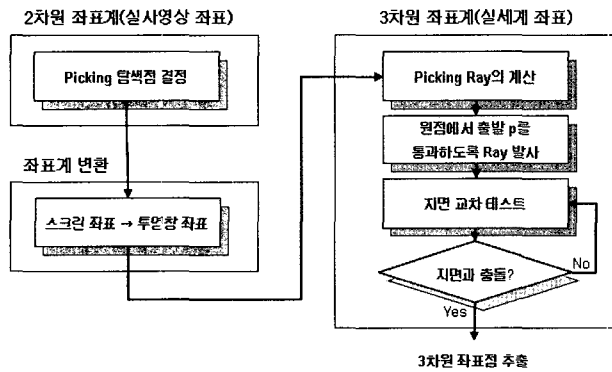 2차원 좌표계(실사영상 좌표)
Picking 탐색점 결정
좌표계 변환
스크린 좌표 → 투영창 좌표
3차원 좌표계(실세계 좌표)
Picking Ray의 계산
원점에서 출발 p를
통과하도록 Ray 발사
지면 교차 테스트
지면과 충돌?
No
Yes
3차원 좌표점 추출